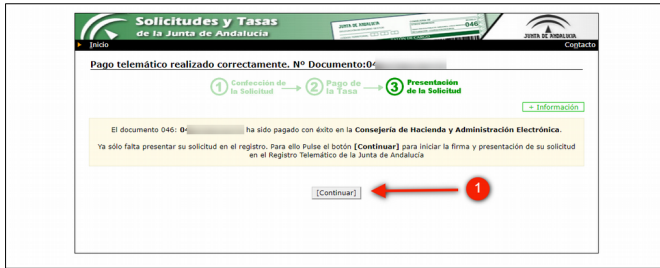 Solicitudes y Tasas
de la Junta de Andalucía
JUNTA DE ANDALUCIA
046
JUNTA DE ANDALUCIA
Inicio
Contacto
Pago telemático realizado correctamente. Nº Documento:04
1 Confección de la Solicitud
2 Pago de la Tasa
3 Presentación de la Solicitud
+ Información
El documento 046: 04 ha sido pagado con éxito en la Consejería de Hacienda y Administración Electrónica.
Ya sólo falta presentar su solicitud en el registro. Para ello Pulse el botón [Continuar] para iniciar la firma y presentación de su solicitud
en el Registro Telemático de la Junta de Andalucía
[Continuar]
1